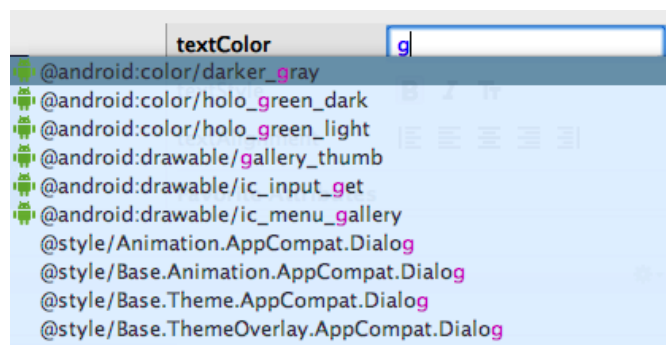 textColor g
@android:color/darker_gray
@android:color/holo_green_dark
@android:color/holo_green_light
@android:drawable/gallery_thumb
@android:drawable/ic_input_get
@android:drawable/ic_menu_gallery
@style/Animation.AppCompat.Dialog
@style/Base.Animation.AppCompat.Dialog
@style/Base.Theme.AppCompat.Dialog
@style/Base.ThemeOverlay.AppCompat.Dialog